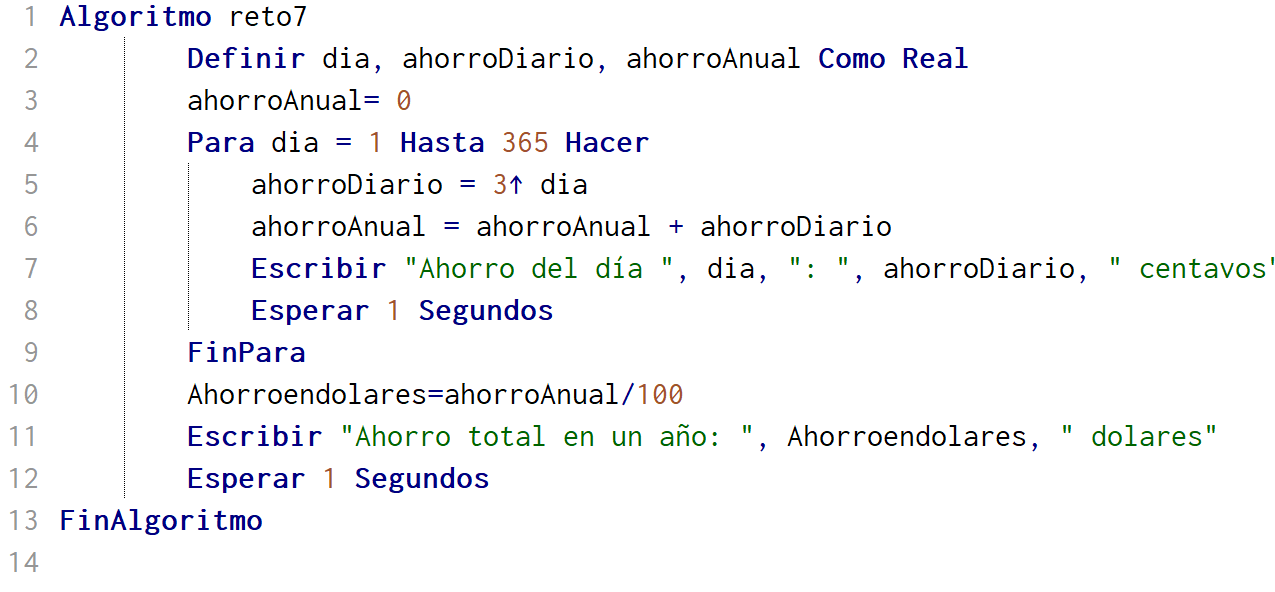 1 Algoritmo reto7
2 Definir dia, ahorroDiario, ahorroAnual Como Real
3 ahorroAnual= 0
4 Para dia = 1 Hasta 365 Hacer
5 ahorroDiario = 3↑ dia
6 ahorroAnual = ahorroAnual + ahorroDiario
7 Escribir "Ahorro del día ", dia, ": ", ahorroDiario, " centavos"
8 Esperar 1 Segundos
9 FinPara
10 Ahorroendolares=ahorroAnual/100
11 Escribir "Ahorro total en un año: ", Ahorroendolares, " dolares"
12 Esperar 1 Segundos
13 FinAlgoritmo
14